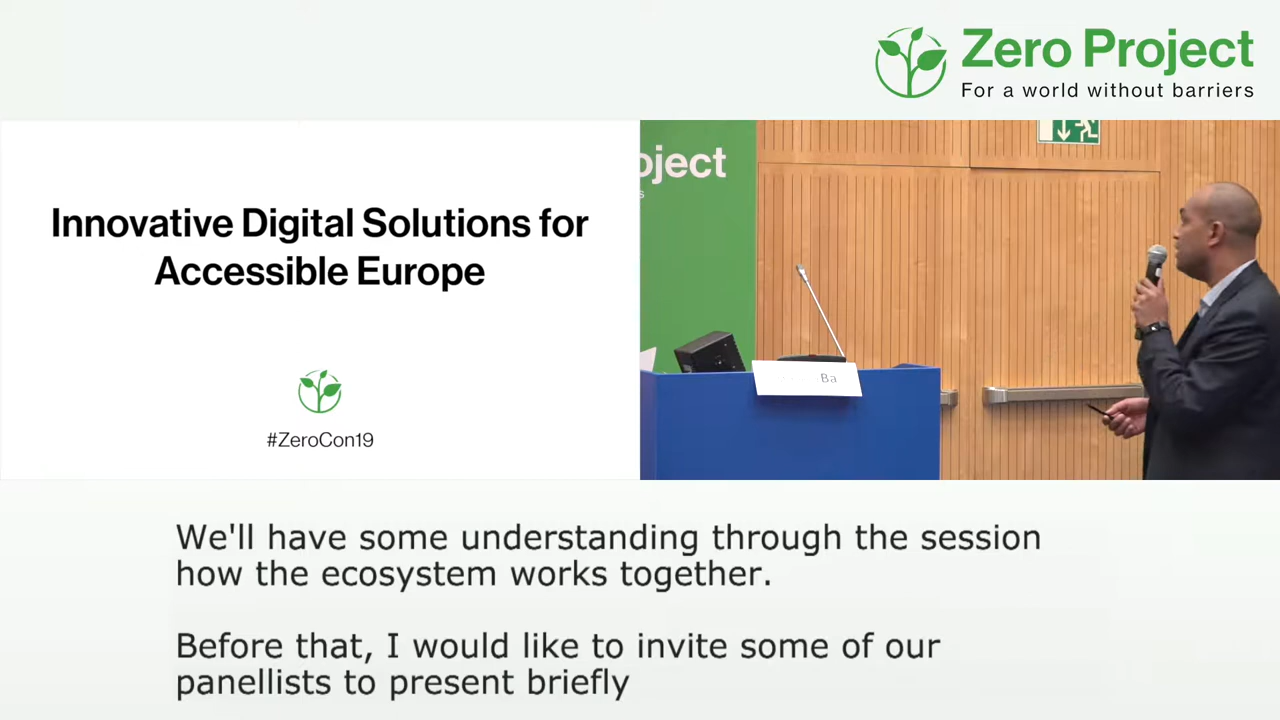 Zero Project
For a world without barriers
Innovative Digital Solutions for
Accessible Europe
#ZeroCon19
oject
s
Ba
We'll have some understanding through the session
how the ecosystem works together.
Before that, I would like to invite some of our
panellists to present briefly